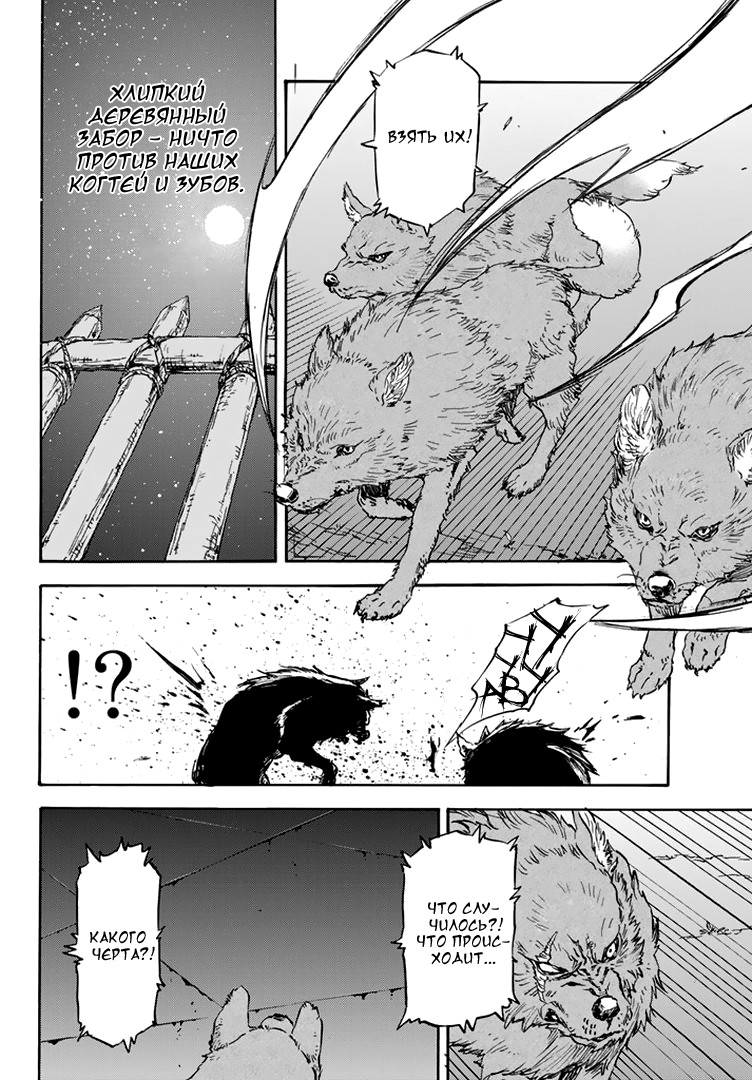 ВЗЯТЬ ИХ!
ХЛИПКИЙ
ДЕРЕВЯННЫЙ
ЗАБОР – НИЧТО
ПРОТИВ НАШИХ
КОГТЕЙ И ЗУБОВ.
!?
ЧТО СЛУ-
ЧИЛОСЬ?!
ЧТО ПРОИС-
ХОДИТ...
КАКОГО
ЧЕРТА?!